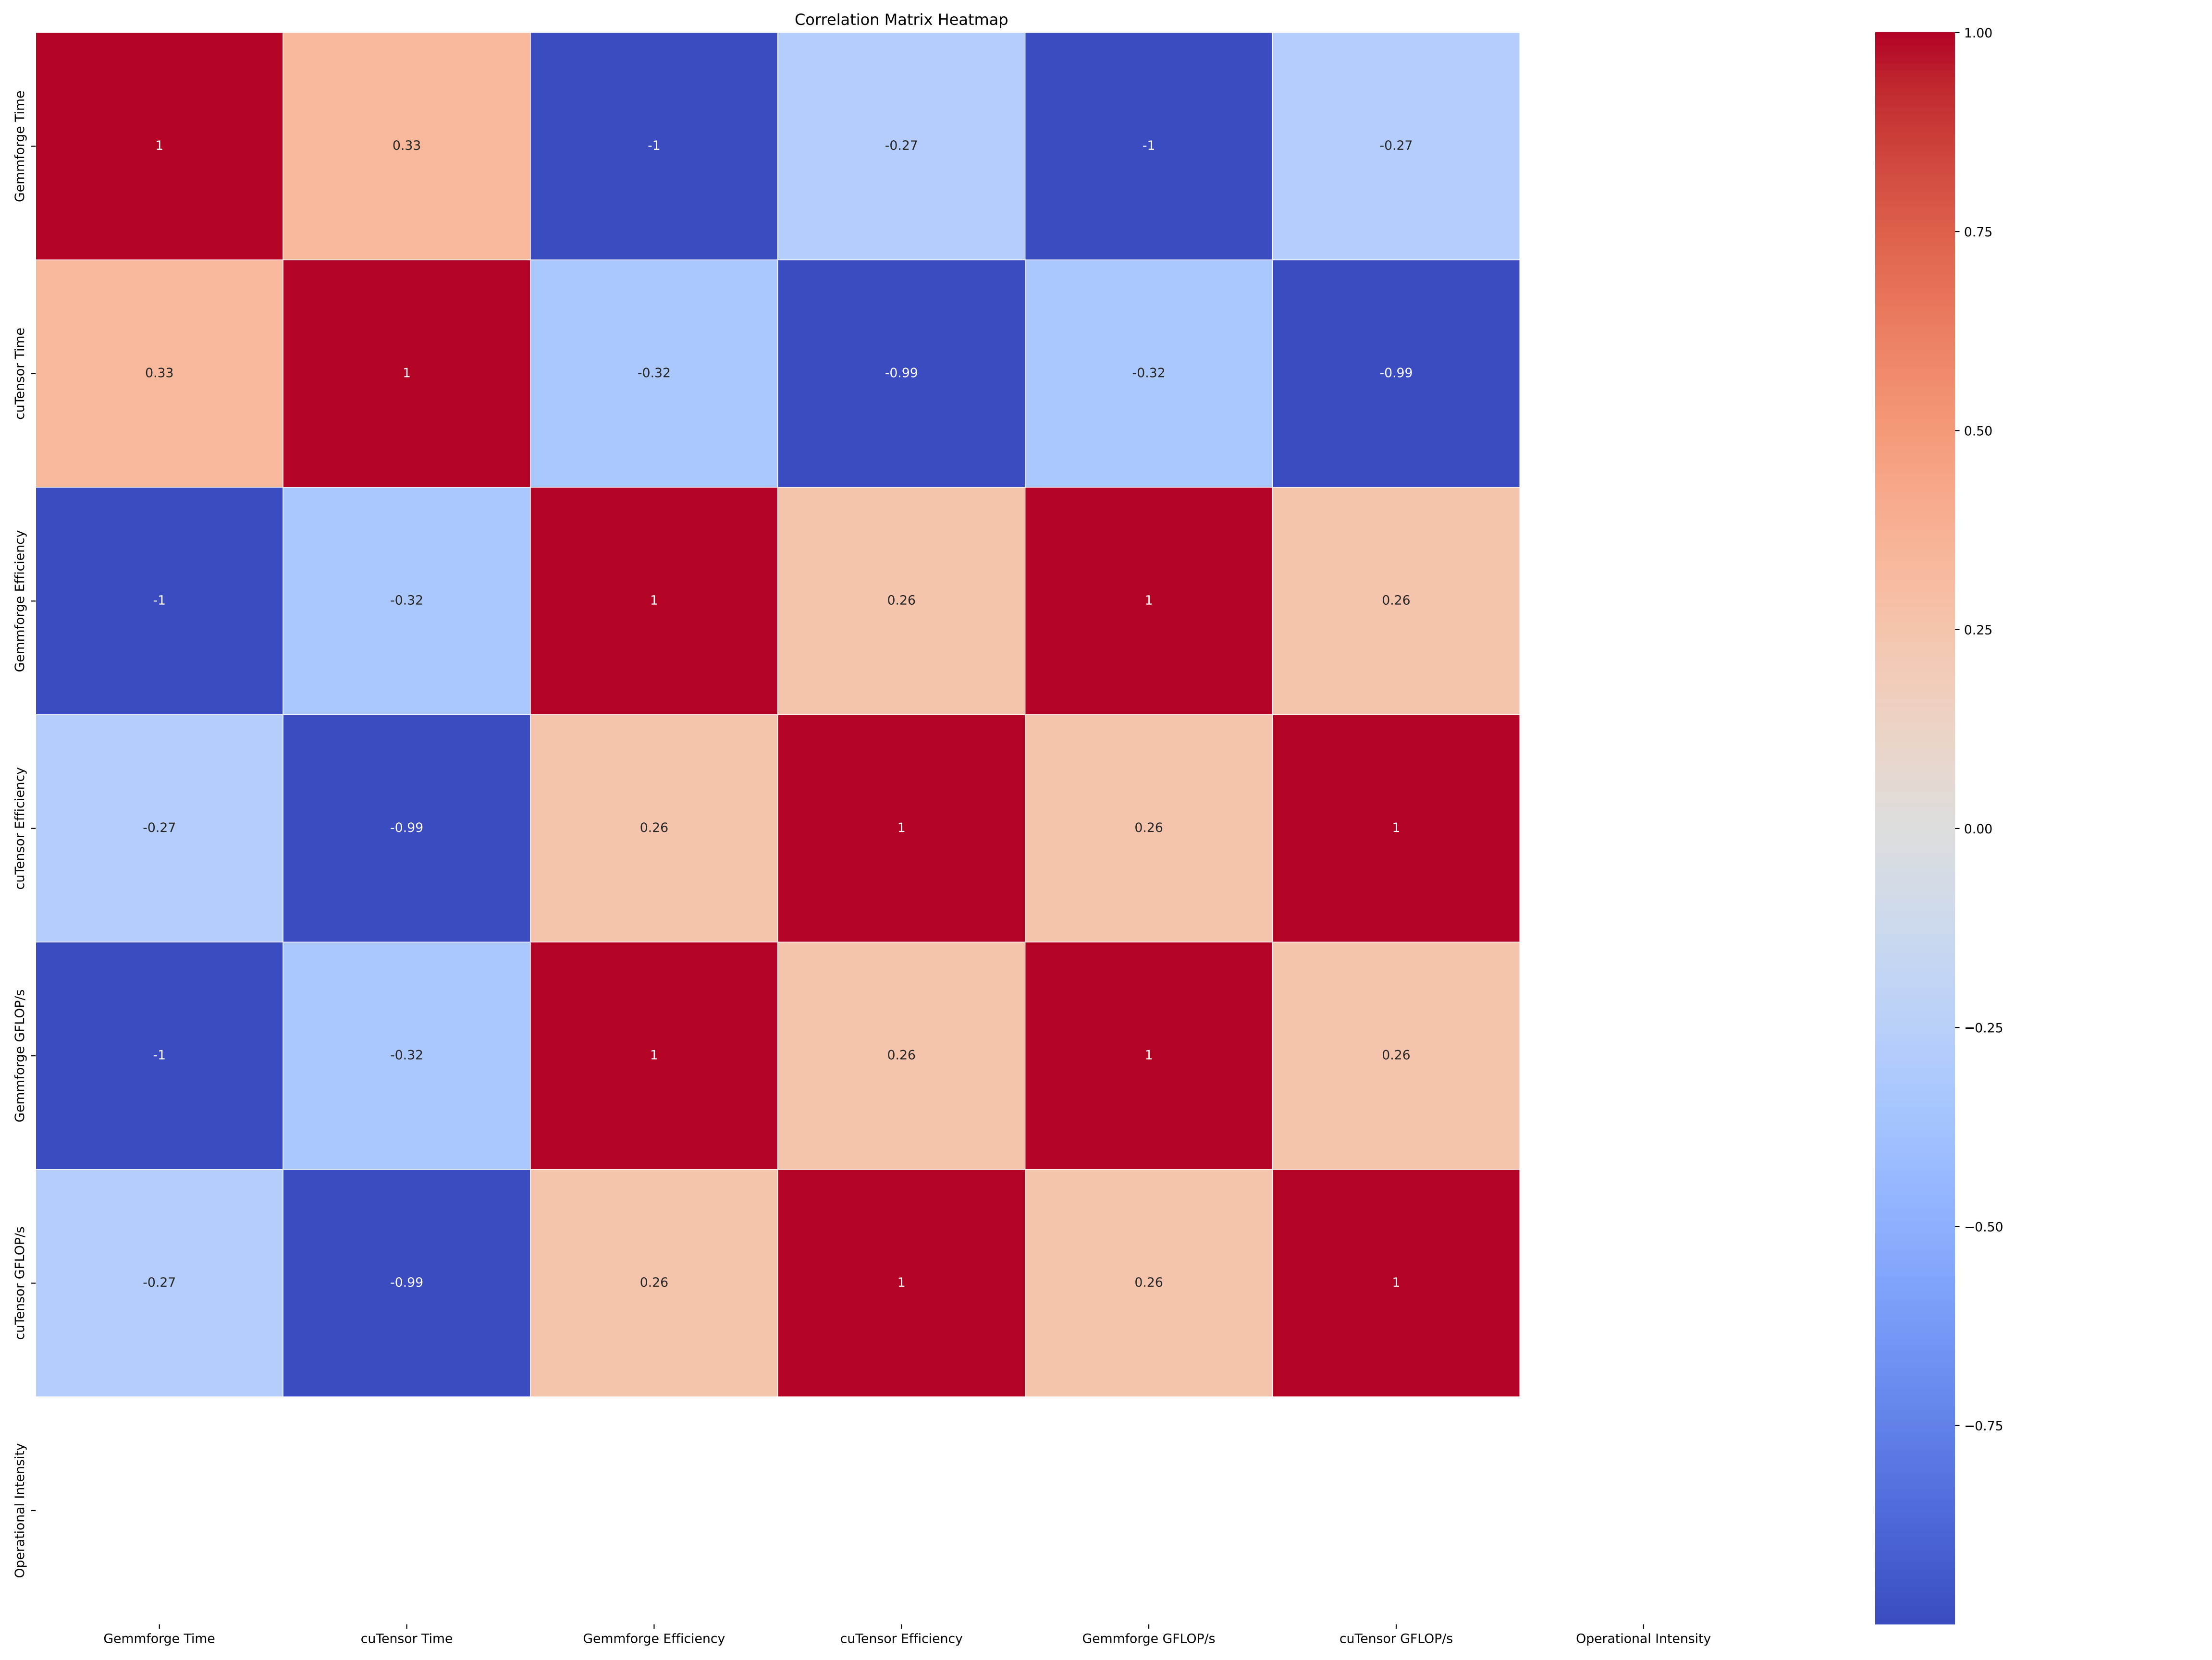 Correlation Matrix Heatmap
Gemmforge Time
1 0.33 -1 -0.27 -1 -0.27
cuTensor Time
0.33 1 -0.32 -0.99 -0.32 -0.99
Gemmforge Efficiency
-1 -0.32 1 0.26 1 0.26
cuTensor Efficiency
-0.27 -0.99 0.26 1 0.26 1
Gemmforge GFLOP/s
-1 -0.32 1 0.26 1 0.26
cuTensor GFLOP/s
-0.27 -0.99 0.26 1 0.26 1
Operational Intensity
Gemmforge Time cuTensor Time Gemmforge Efficiency cuTensor Efficiency Gemmforge GFLOP/s cuTensor GFLOP/s Operational Intensity
1.00
0.75
0.50
0.25
0.00
−0.25
−0.50
−0.75